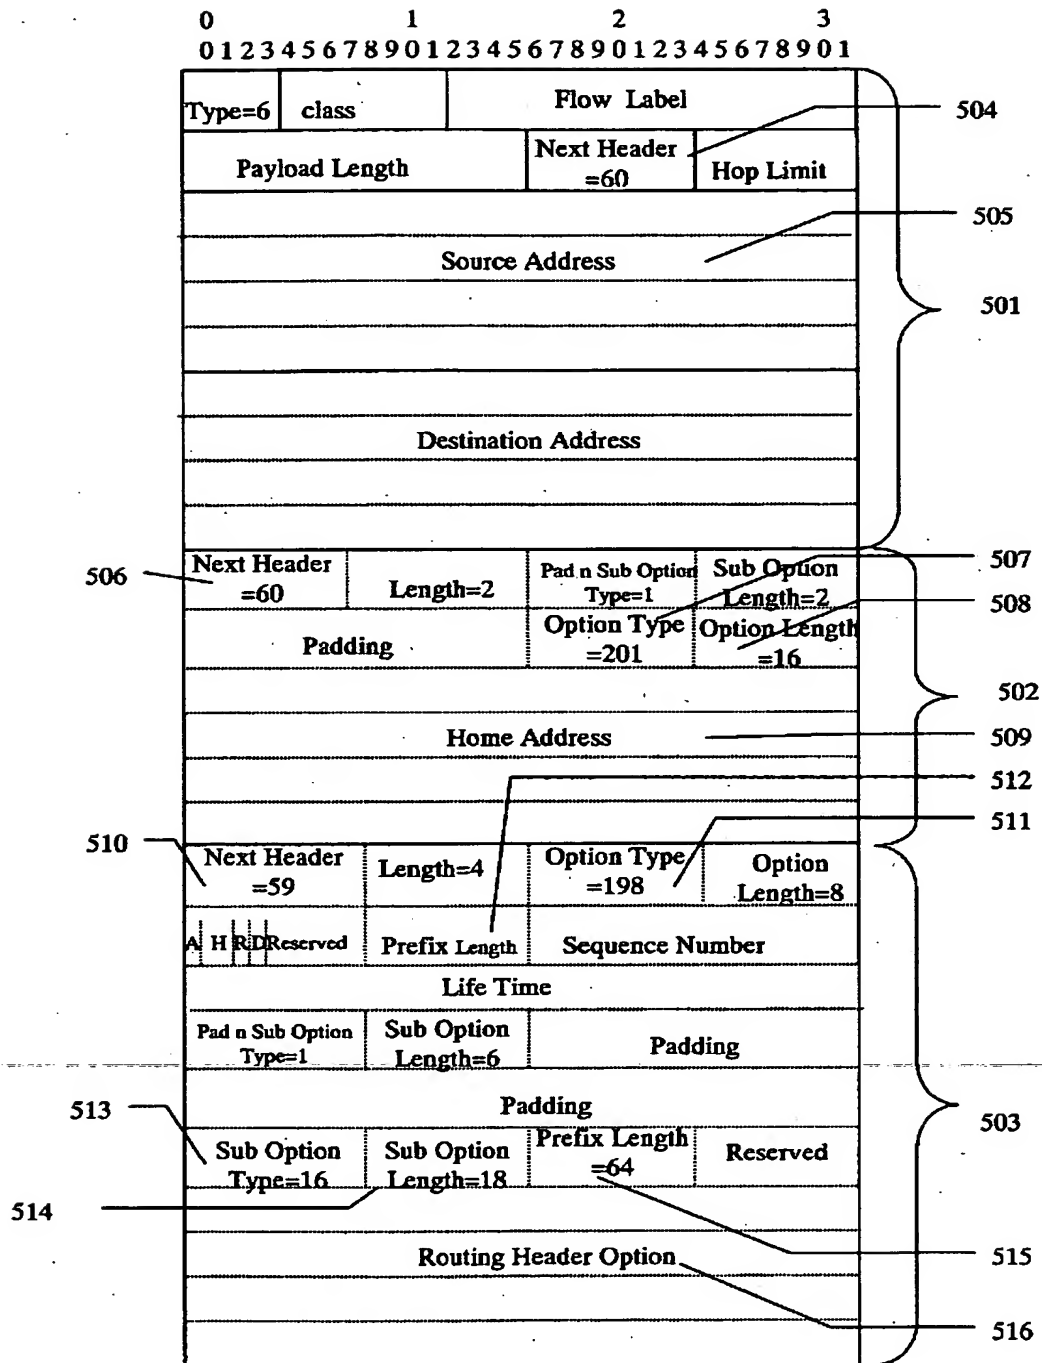 0 1 2 3
0 1 2 3 4 5 6 7 8 9 0 1 2 3 4 5 6 7 8 9 0 1 2 3 4 5 6 7 8 9 0 1
Type=6 class Flow Label
504
Payload Length Next Header =60 Hop Limit
505
Source Address
501
Destination Address
506
Next Header =60 Length=2 Pad n Sub Option Type=1 Sub Option Length=2
507
508
Padding Option Type =201 Option Length =16
502
Home Address
509
512
511
510
Next Header =59 Length=4 Option Type =198 Option Length=8
A H R D Reserved Prefix Length Sequence Number
Life Time
Pad n Sub Option Type=1 Sub Option Length=6 Padding
Padding
513
503
Sub Option Type=16 Sub Option Length=18 Prefix Length =64 Reserved
514
Routing Header Option
515
516